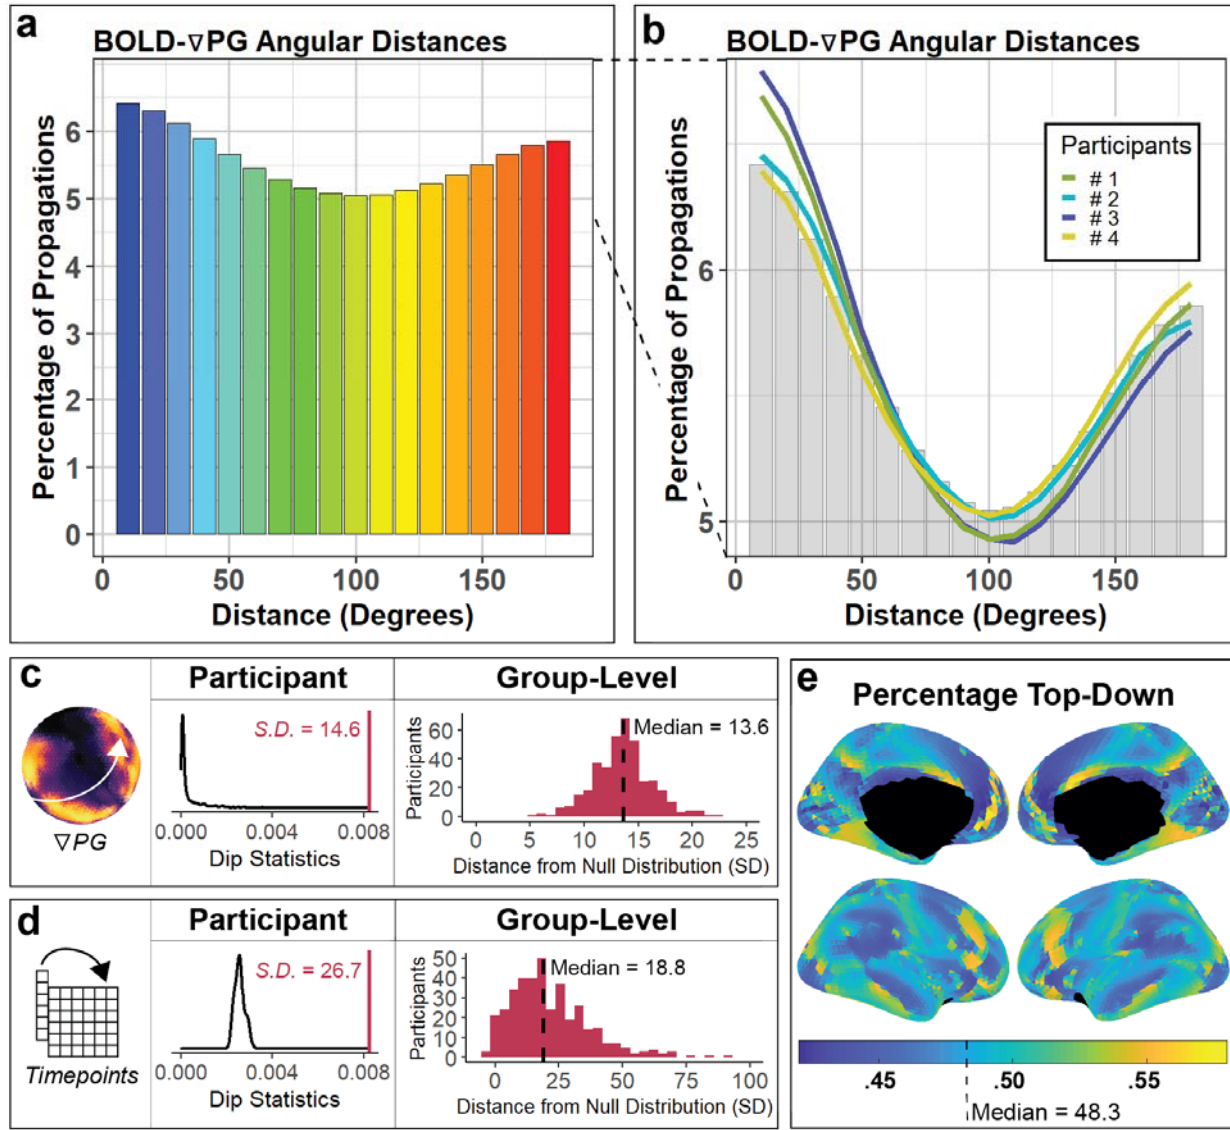 a
BOLD-∇PG Angular Distances
Percentage of Propagations
6
5
4
3
2
1
0
0 50 100 150
Distance (Degrees)
b
BOLD-∇PG Angular Distances
Percentage of Propagations
6
5
0 50 100 150
Distance (Degrees)
Participants
# 1
# 2
# 3
# 4
c
∇PG
Participant
S.D. = 14.6
0.000 0.004 0.008
Dip Statistics
Group-Level
Median = 13.6
Participants
60
40
20
0
0 5 10 15 20 25
Distance from Null Distribution (SD)
d
Timepoints
Participant
S.D. = 26.7
0.000 0.004 0.008
Dip Statistics
Group-Level
Median = 18.8
Participants
50
40
30
20
10
0
0 25 50 75 100
Distance from Null Distribution (SD)
e
Percentage Top-Down
.45 .50 .55
Median = 48.3